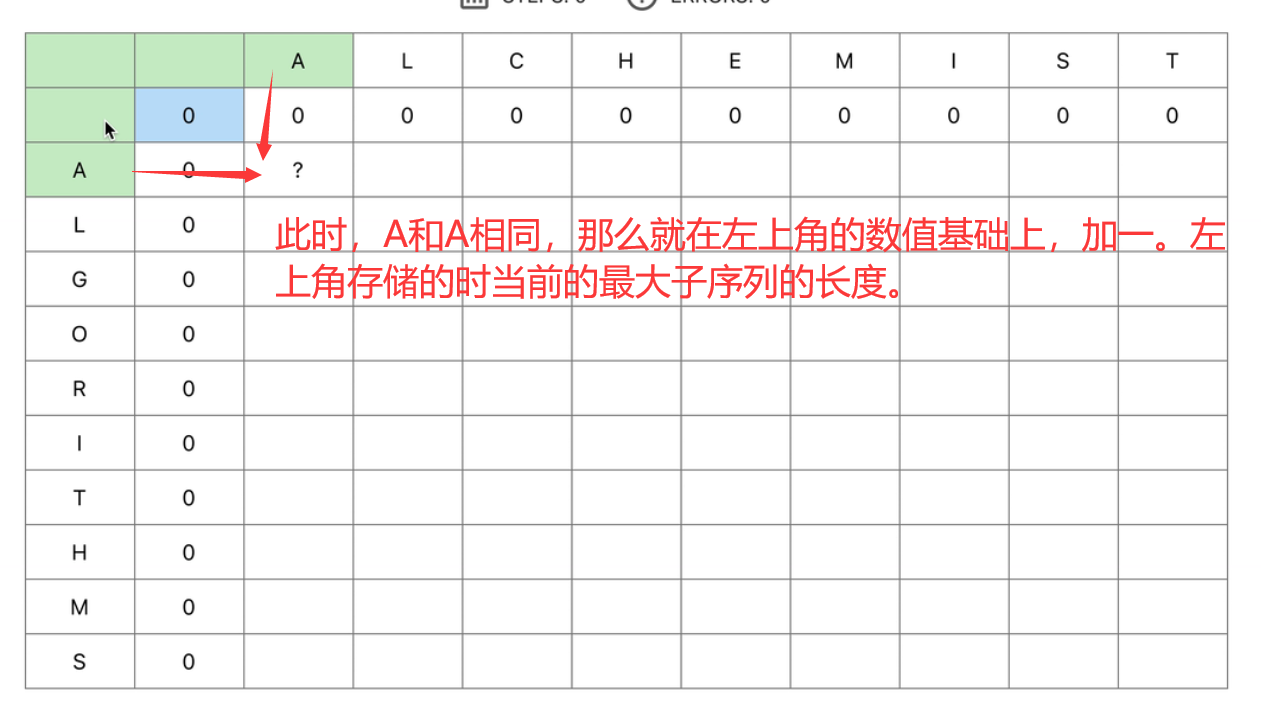 A L C H E M I S T
0 0 0 0 0 0 0 0 0 0
A 0 ?
L 0
此时，A和A相同，那么就在左上角的数值基础上，加一。左
G 0
上角存储的时当前的最大子序列的长度。
O 0
R 0
I 0
T 0
H 0
M 0
S 0